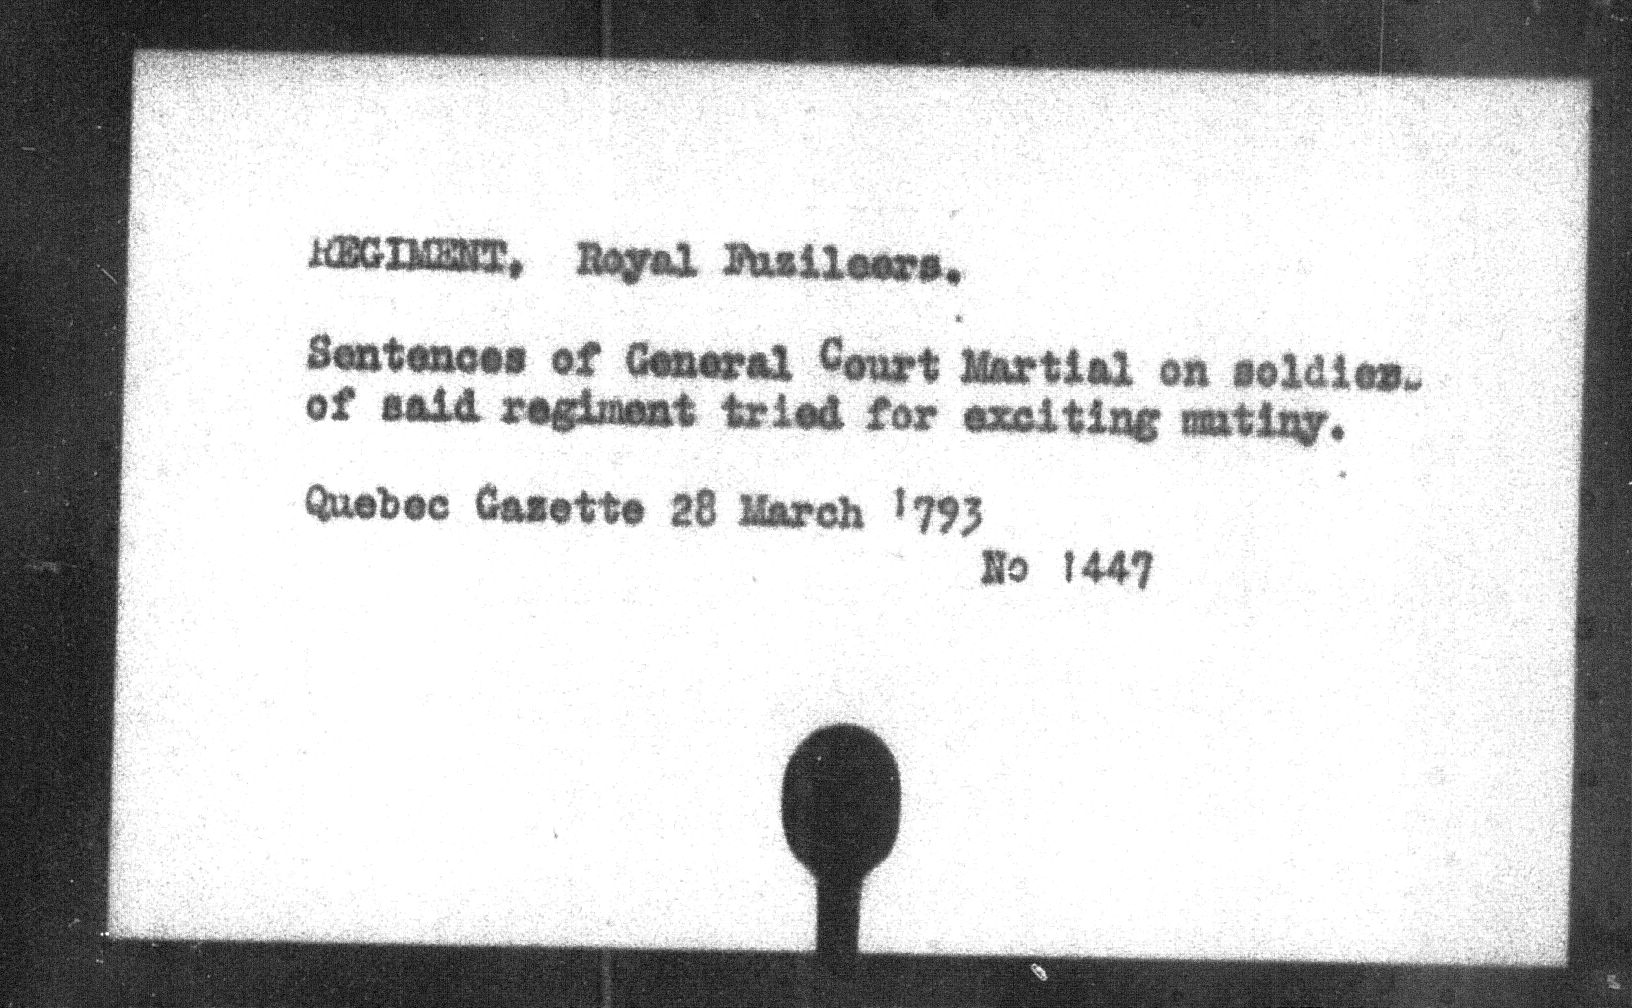 REGIMENT, Royal Fuzileers.
Sentences of General Court Martial on soldiers
of said regiment tried for exciting mutiny.
Quebec Gazette 28 March 1793
No 1447